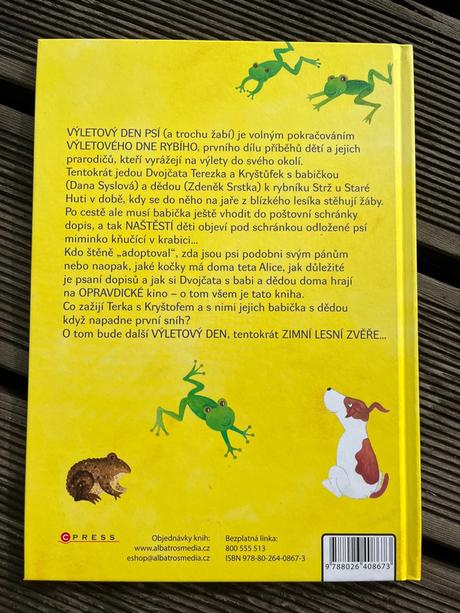 VÝLETOVÝ DEN PSÍ (a trochu žabí) je volným pokračováním
VÝLETOVÉHO DNE RYBÍHO, prvního dílu příběhů dětí a jejich
prarodičů, kteří vyrážejí na výlety do svého okolí.
Tentokrát jedou Dvojčata Terezka a Kryštůfek s babičkou
(Dana Syslová) a dědou (Zdeněk Srstka) k rybníku Strž u Staré
Huti v době, kdy se do něho na jaře z blízkého lesíka stěhují žáby.
Po cestě ale musí babička ještě vhodit do poštovní schránky
dopis, a tak NAŠTĚSTÍ děti objeví pod schránkou odložené psí
miminko kňučící v krabici...
Kdo štěně „adoptoval", zda jsou psi podobni svým pánům
nebo naopak, jaké kočky má doma teta Alice, jak důležité
je psaní dopisů a jak si Dvojčata s babi a dědou doma hrají
na OPRAVDICKÉ kino – o tom všem je tato kniha.
Co zažijí Terka s Kryštofem a s nimi jejich babička s dědou
když napadne první sníh?
O tom bude další VÝLETOVÝ DEN, tentokrát ZIMNÍ LESNÍ ZVĚŘE...
CPRESS
Objednávky knih:
www.albatrosmedia.cz
eshop@albatrosmedia.cz
Bezplatná linka:
800 555 513
ISBN 978-80-264-0867-3
9 788026 408673